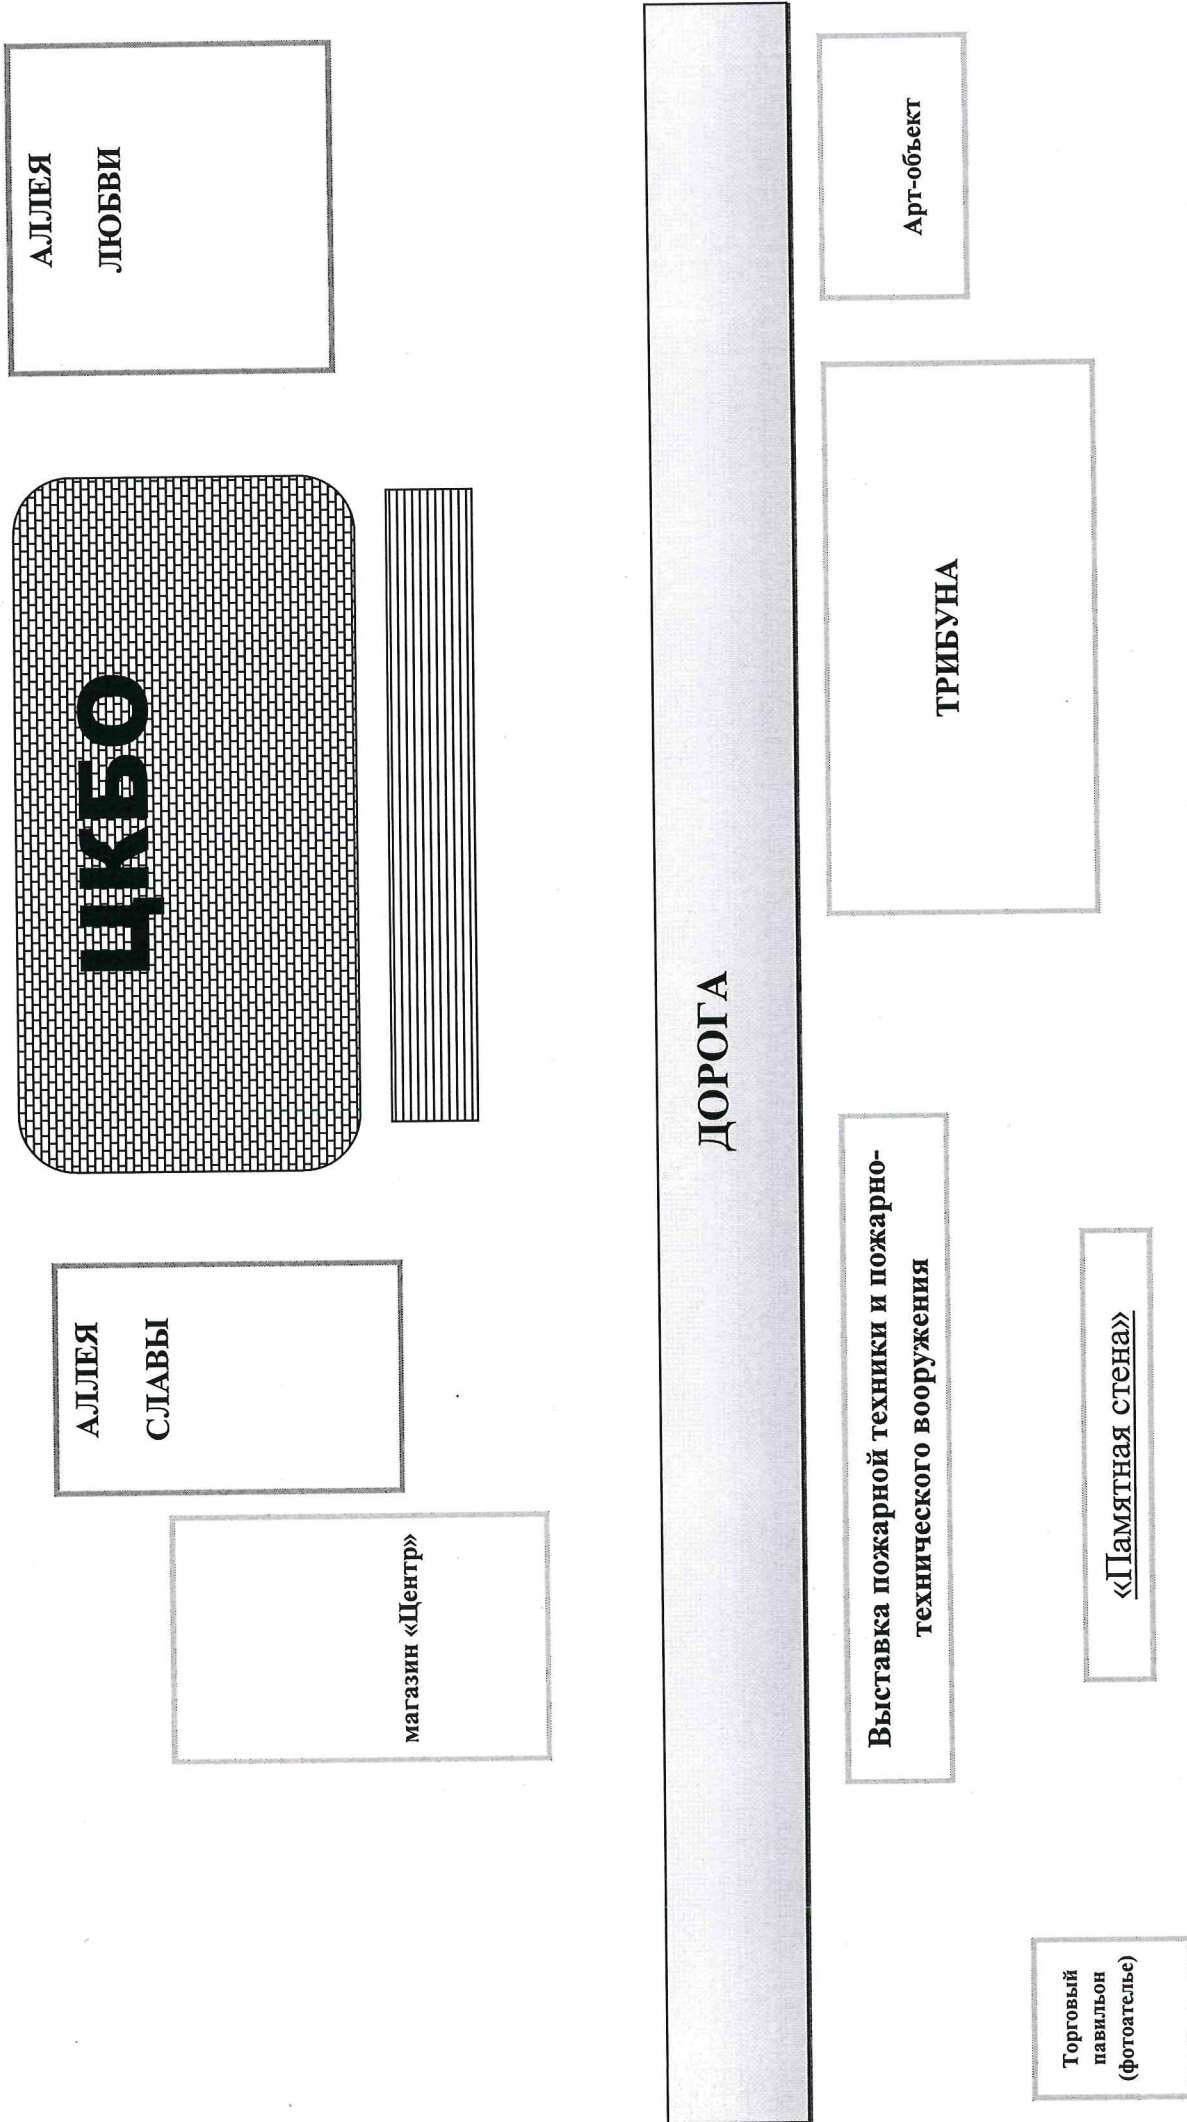 АЛЛЕЯ
СЛАВЫ
магазин «Центр»
ЦКБО
АЛЛЕЯ
ЛЮБВИ
ДОРОГА
Выставка пожарной техники и пожарно-
технического вооружения
ТРИБУНА
Арт-объект
«Памятная стена»
Торговый
павильон
(фотоателье)